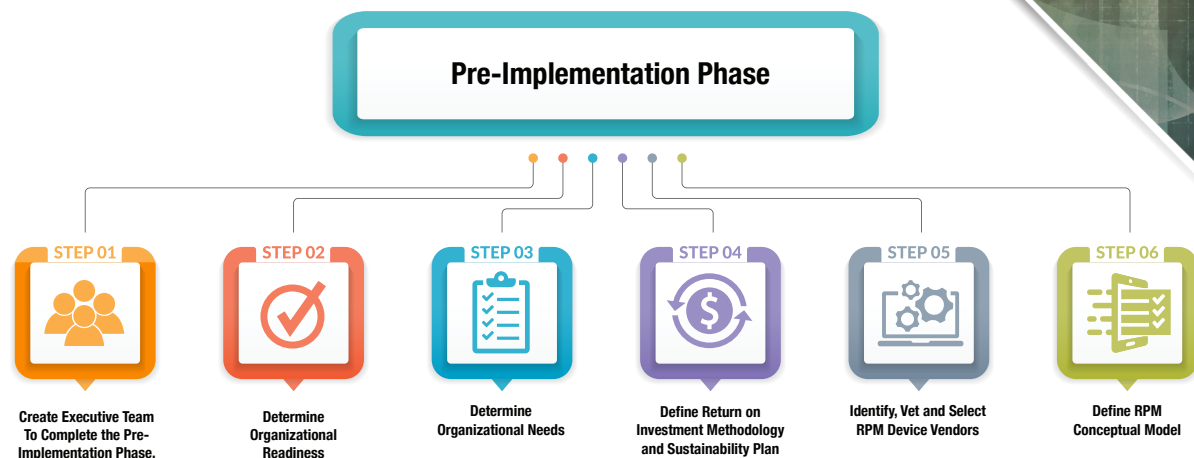 Pre-Implementation Phase
STEP 01
STEP 02
STEP 03
STEP 04
STEP 05
STEP 06
$
Create Executive Team
To Complete the Pre-
Implementation Phase.
Determine
Organizational
Readiness
Determine
Organizational Needs
Define Return on
Investment Methodology
and Sustainability Plan
Identify, Vet and Select
RPM Device Vendors
Define RPM
Conceptual Model